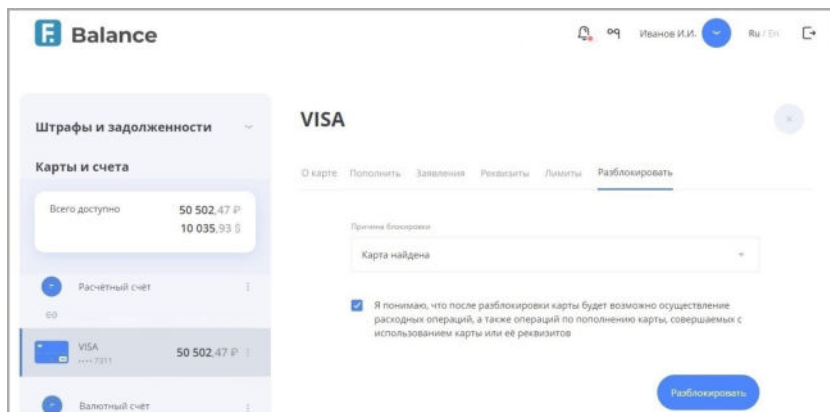 Balance
Иванов И.И.
Ru / En
Штрафы и задолженности
Карты и счета
Всего доступно
50 502,47 ₽
10 035,93 $
Расчетный счёт
VISA
•••• 7311
50 502,47 ₽
Валютный счёт
VISA
О карте Пополнить Заявления Реквизиты Лимиты Разблокировать
Причина блокировки
Карта найдена
Я понимаю, что после разблокировки карты будет возможно осуществление
расходных операций, а также операций по пополнению карты, совершаемых с
использованием карты или её реквизитов
Разблокировать